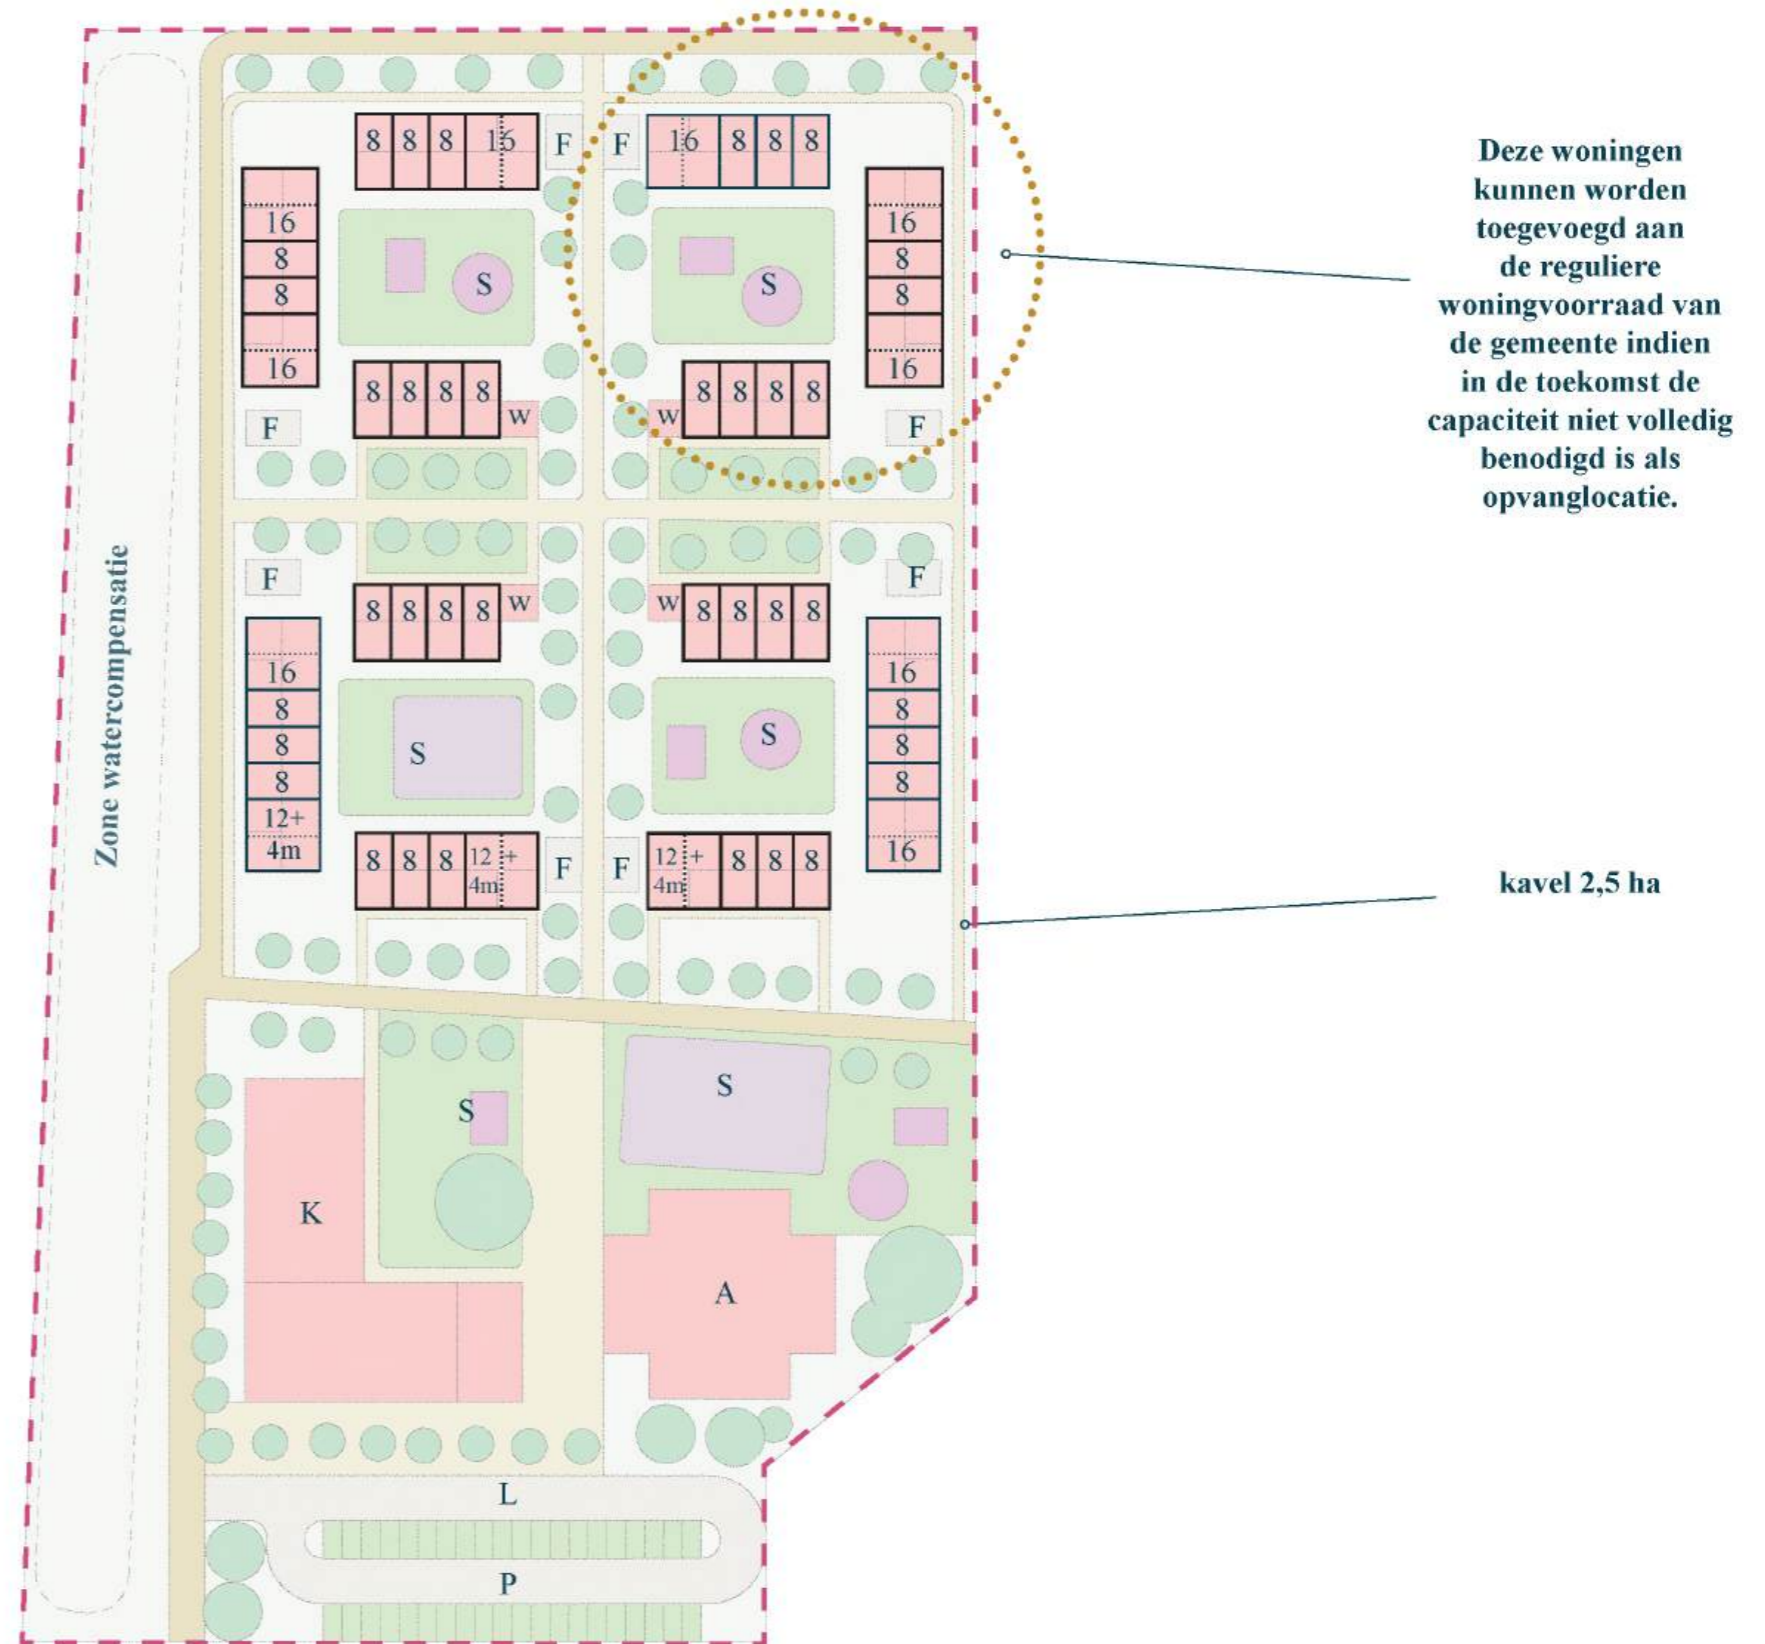 8 8 8 16 F
F 16 8 8 8
16
8
8
16
S
S
16
8
8
16
8 8 8 8 w
w 8 8 8 8
F
F
Deze woningen
kunnen worden
toegevoegd aan
de reguliere
woningvoorraad van
de gemeente indien
in de toekomst de
capaciteit niet volledig
benodigd is als
opvanglocatie.
Zone watercompensatie
F
F
8 8 8 8 w
w 8 8 8 8
16
8
8
8
12+
4m
S
S
16
8
8
8
16
8 8 8 12 +
4m
F
F
12 + 8 8 8
4m
kavel 2,5 ha
S
S
K
A
L
P